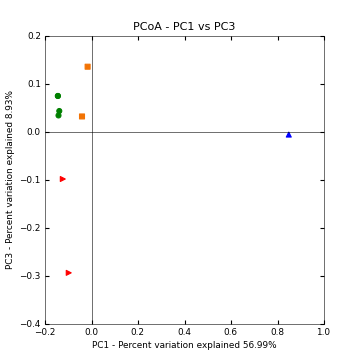 PCoA - PC1 vs PC3
0.2
0.1
0.0
−0.1
−0.2
−0.3
−0.4
PC3 - Percent variation explained 8.93%
−0.2 0.0 0.2 0.4 0.6 0.8 1.0
PC1 - Percent variation explained 56.99%